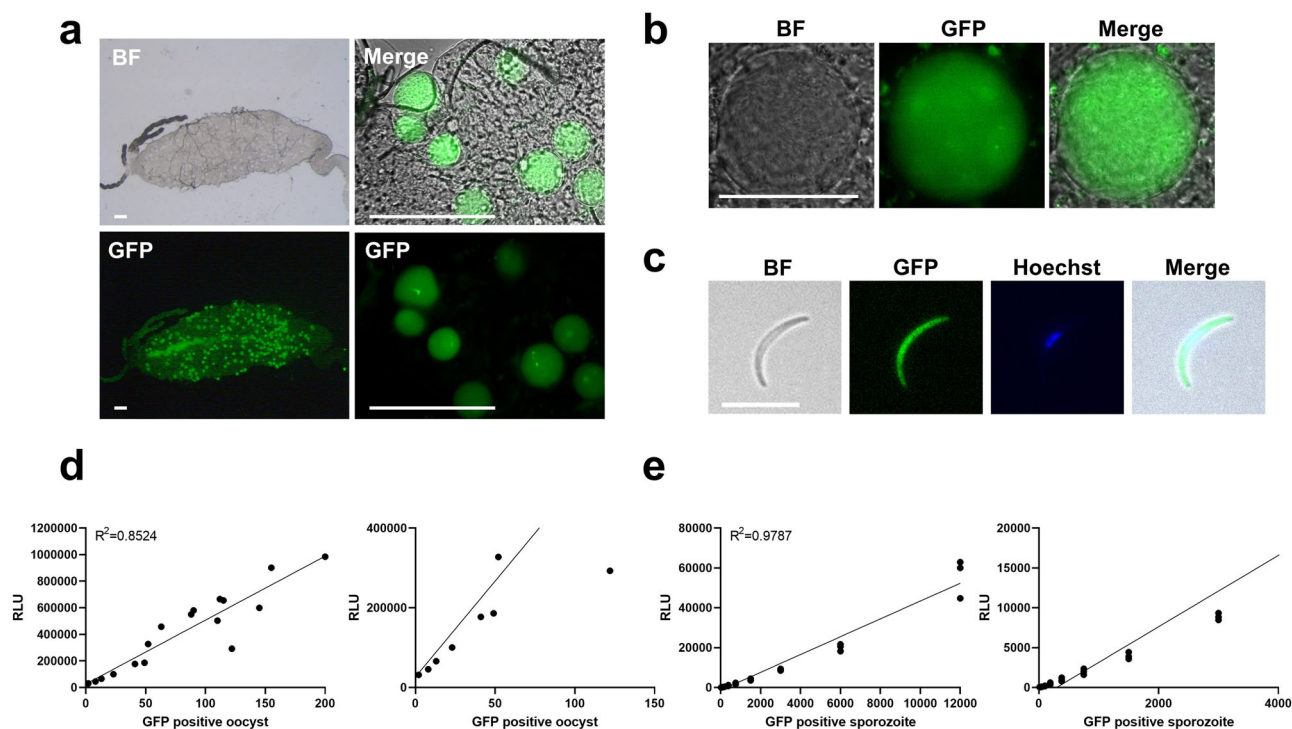 a
BF
Merge
GFP
GFP
b
BF
GFP
Merge
c
BF
GFP
Hoechst
Merge
d
R²=0.8524
RLU
1200000
1000000
800000
600000
400000
200000
0
0 50 100 150 200
GFP positive oocyst
RLU
400000
200000
0
0 50 100 150
GFP positive oocyst
e
R²=0.9787
RLU
80000
60000
40000
20000
0
0 2000 4000 6000 8000 10000 12000
GFP positive sporozoite
RLU
20000
15000
10000
5000
0
0 2000 4000
GFP positive sporozoite